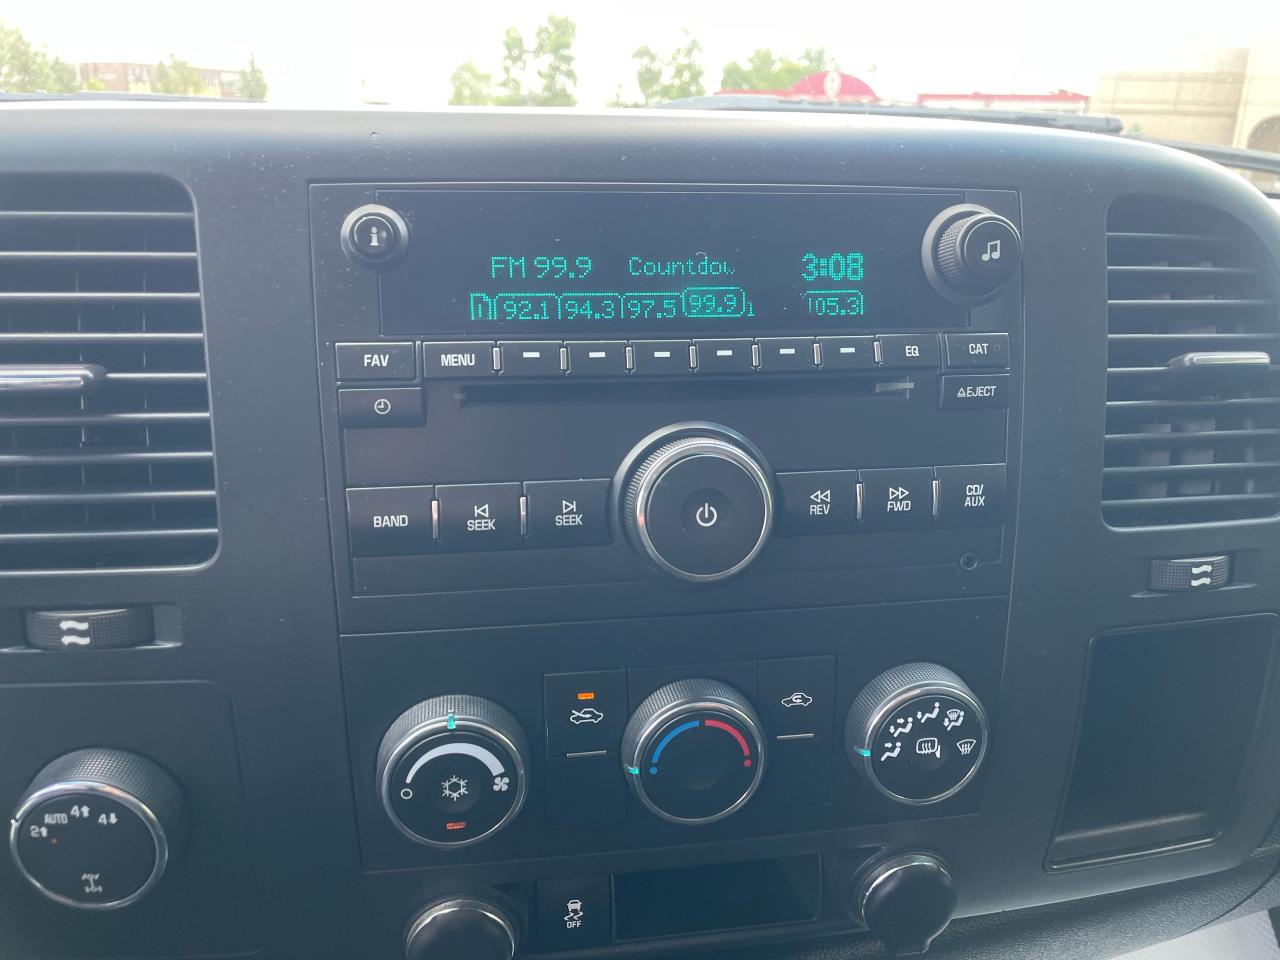 FM 99.9 Countdow 3:08
92.1 94.3 97.5 99.9 105.3
FAV MENU EQ CAT
EJECT
BAND SEEK SEEK REV FWD CD/
AUX
AUTO 4 4
2
OFF